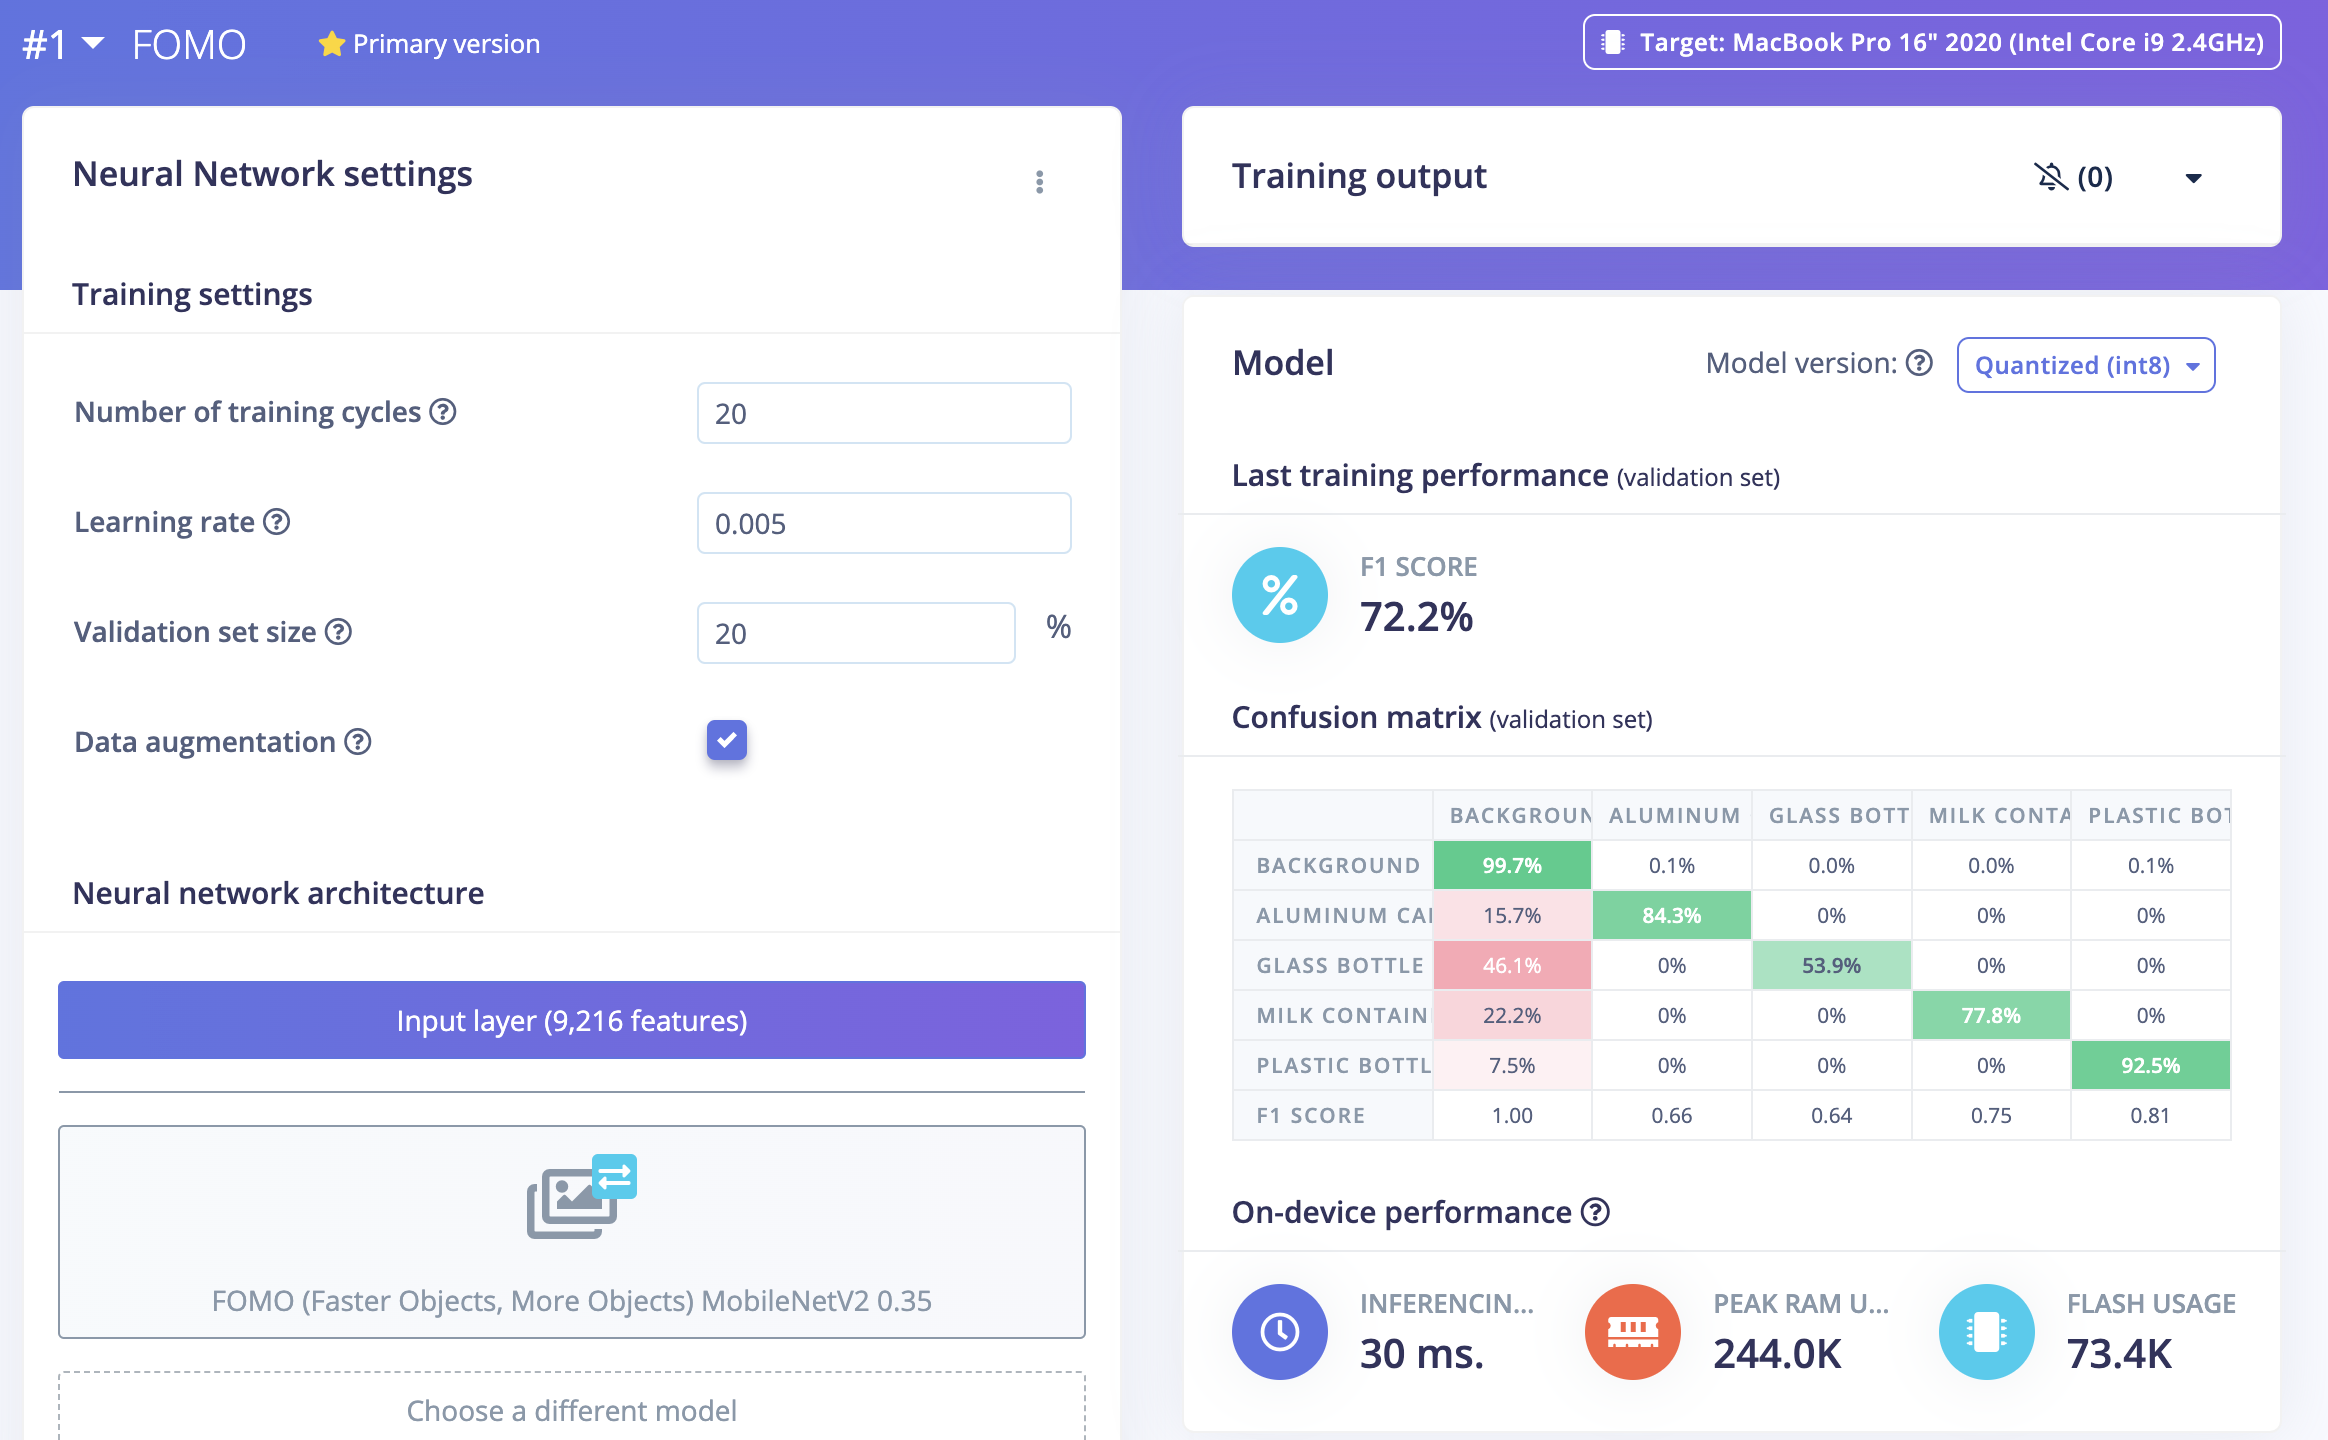 #1 FOMO Primary version
Target: MacBook Pro 16" 2020 (Intel Core i9 2.4GHz)
Neural Network settings
Training settings
Number of training cycles ? 20
Learning rate ? 0.005
Validation set size ? 20 %
Data augmentation ?
Neural network architecture
Input layer (9,216 features)
FOMO (Faster Objects, More Objects) MobileNetV2 0.35
Choose a different model
Training output (0)
Model
Model version: ? Quantized (int8)
Last training performance (validation set)
%
F1 SCORE
72.2%
Confusion matrix (validation set)
BACKGROUN ALUMINUM GLASS BOTT MILK CONTA PLASTIC BOT
BACKGROUND 99.7% 0.1% 0.0% 0.0% 0.1%
ALUMINUM CAI 15.7% 84.3% 0% 0% 0%
GLASS BOTTLE 46.1% 0% 53.9% 0% 0%
MILK CONTAIN 22.2% 0% 0% 77.8% 0%
PLASTIC BOTTL 7.5% 0% 0% 0% 92.5%
F1 SCORE 1.00 0.66 0.64 0.75 0.81
On-device performance ?
INFERENCIN...
30 ms.
PEAK RAM U...
244.0K
FLASH USAGE
73.4K